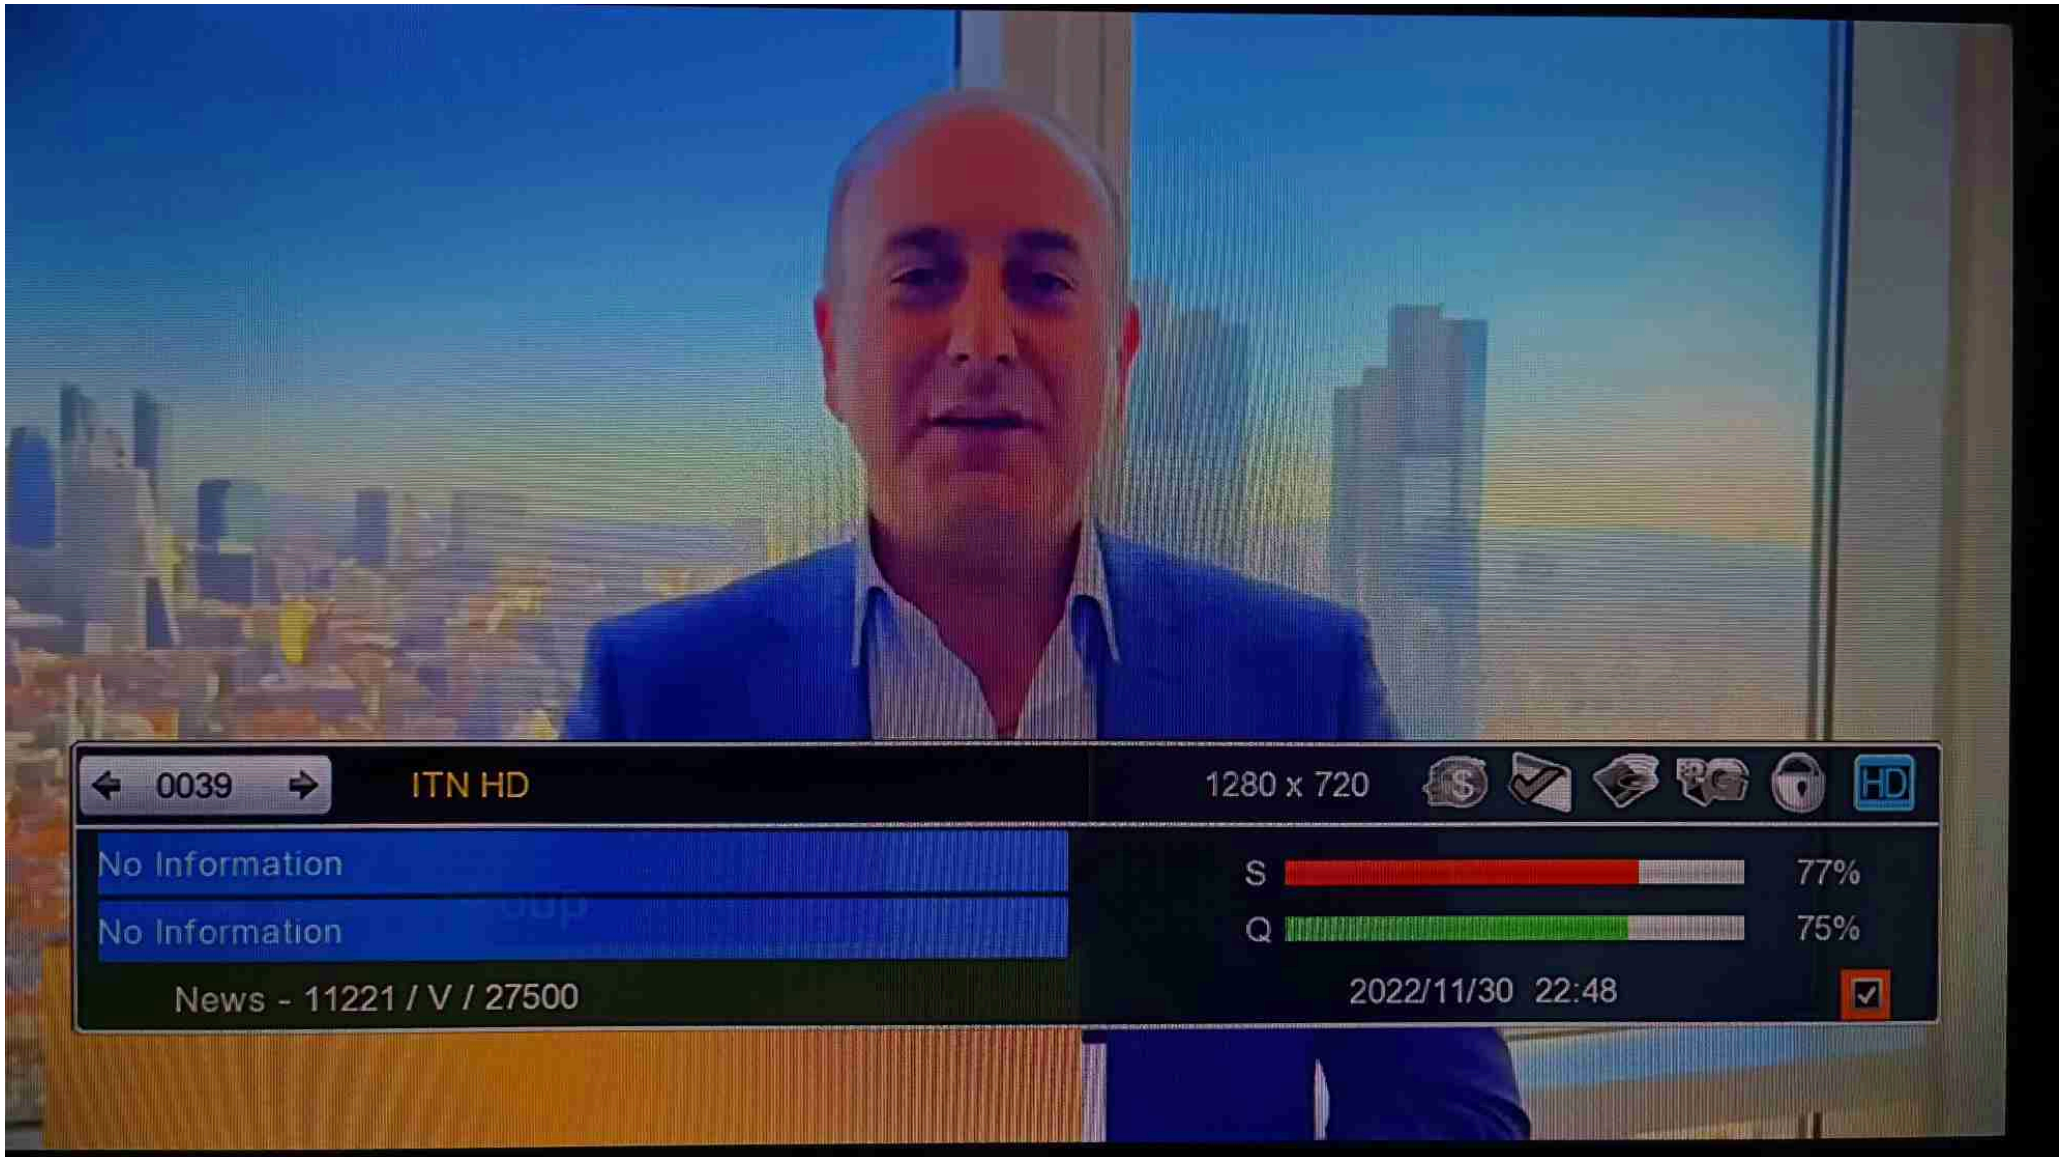 0039
ITN HD
1280 x 720
$
HD
No Information
S
77%
oup
No Information
Q
75%
News - 11221 / V / 27500
2022/11/30 22:48